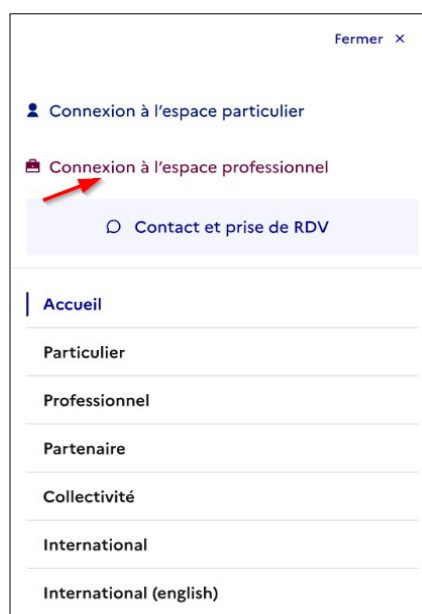 Fermer ×
Connexion à l'espace particulier
Connexion à l'espace professionnel
Contact et prise de RDV
Accueil
Particulier
Professionnel
Partenaire
Collectivité
International
International (english)